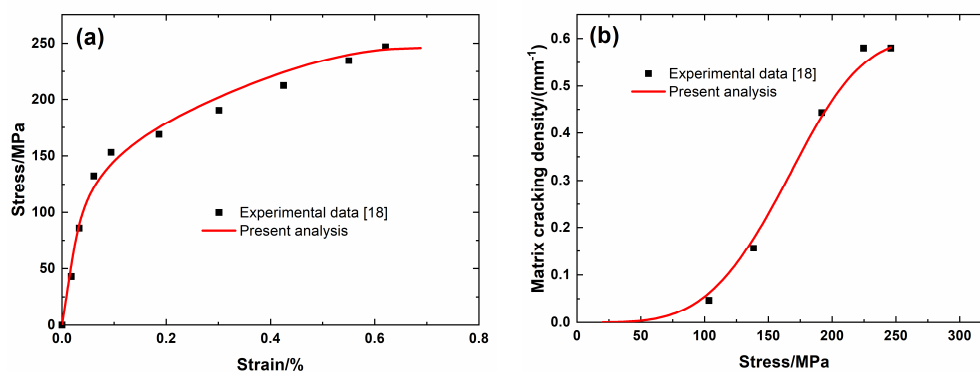 (a)
250
200
150
100
50
0
Stress/MPa
Experimental data [18]
Present analysis
0.0 0.2 0.4 0.6 0.8
Strain/%
(b)
0.6
0.5
0.4
0.3
0.2
0.1
0.0
Matrix cracking density/(mm⁻¹)
Experimental data [18]
Present analysis
0 50 100 150 200 250 300
Stress/MPa